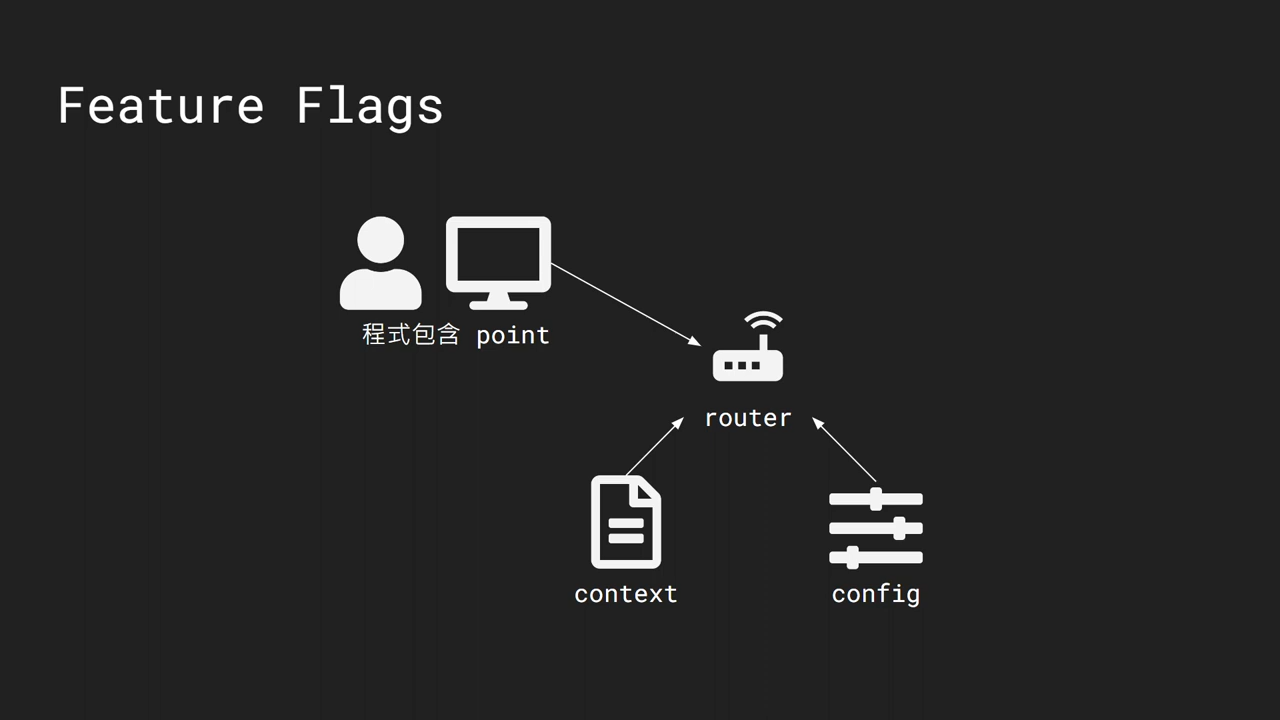 Feature Flags
程式包含 point
router
context
config